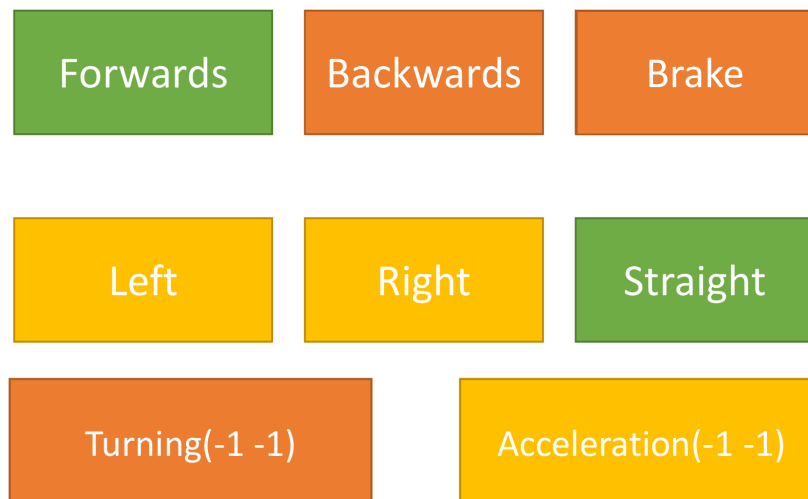 Forwards
Backwards
Brake
Left
Right
Straight
Turning(-1 -1)
Acceleration(-1 -1)